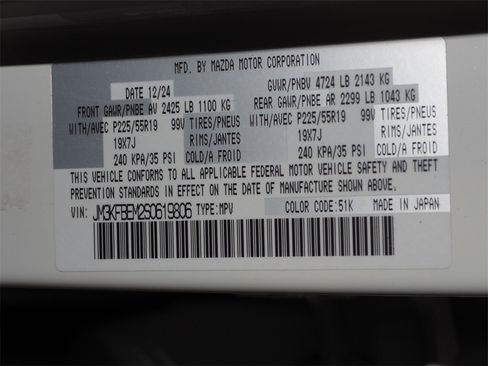 MFD. BY MAZDA MOTOR CORPORATION
DATE 12/24 GVWR/PNBV 4724 LB 2143 KG
FRONT GAWR/PNBE AV 2425 LB 1100 KG REAR GAWR/PNBE AR 2299 LB 1043 KG
WITH/AVEC P225/55R19 99V TIRES/PNEUS WITH/AVEC P225/55R19 99V TIRES/PNEUS
19X7J RIMS/JANTES 19X7J RIMS/JANTES
240 KPA/35 PSI COLD/A FROID 240 KPA/35 PSI COLD/A FROID
THIS VEHICLE CONFORMS TO ALL APPLICABLE FEDERAL MOTOR VEHICLE SAFETY AND THEFT
PREVENTION STANDARDS IN EFFECT ON THE DATE OF MANUFACTURE SHOWN ABOVE.
VIN: JM3KFBEM2S0619806 TYPE:MPV COLOR CODE:51K MADE IN JAPAN